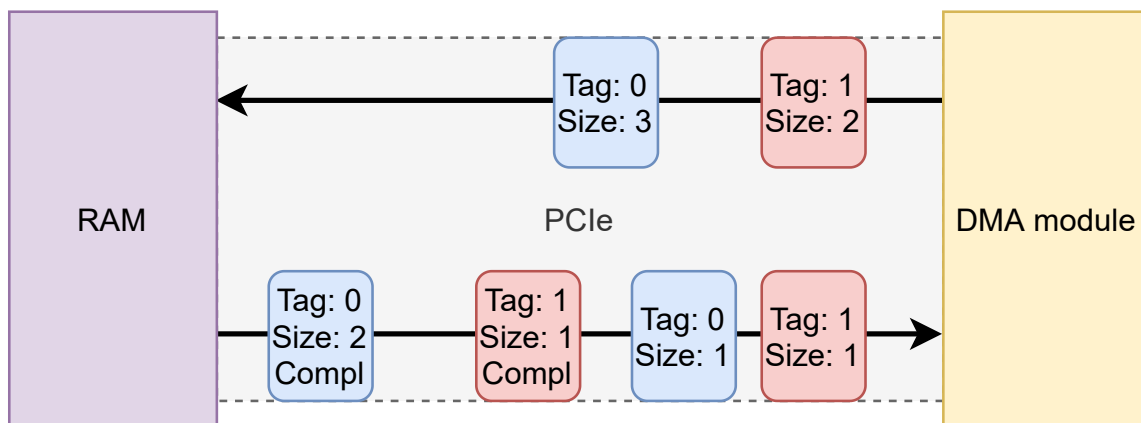 Tag: 0
Size: 3
Tag: 1
Size: 2
RAM
PCIe
DMA module
Tag: 0
Size: 2
Compl
Tag: 1
Size: 1
Compl
Tag: 0
Size: 1
Tag: 1
Size: 1